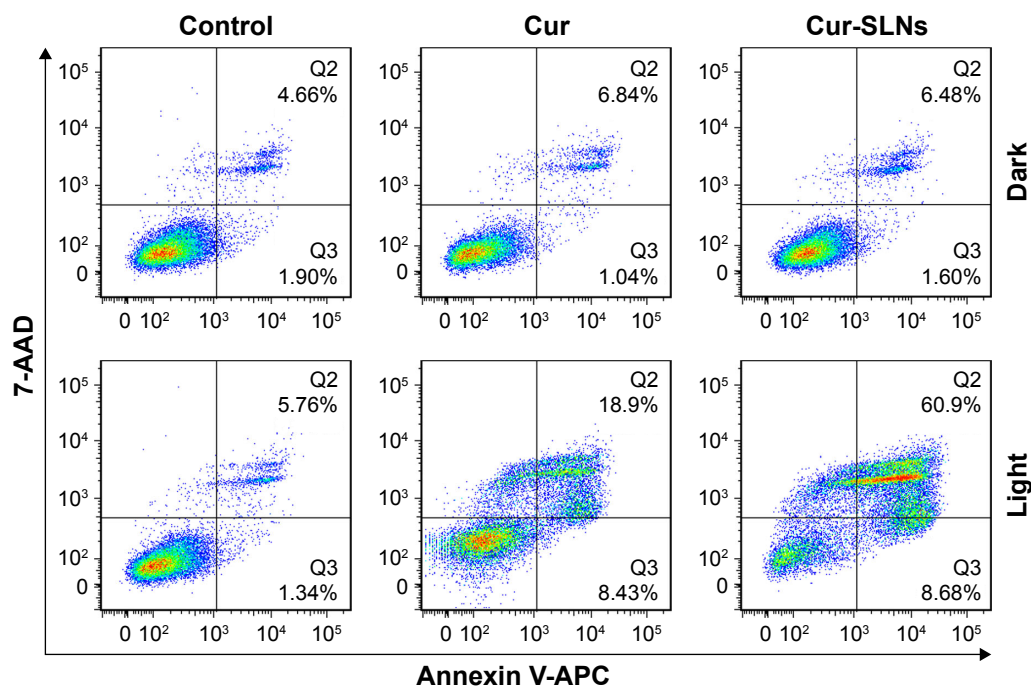 Control Cur Cur-SLNs
10⁵ Q2 10⁵ Q2 10⁵ Q2
4.66% 6.84% 6.48%
10⁴ 10⁴ 10⁴
10³ 10³ 10³
Dark
10² Q3 10² Q3 10² Q3
0 0 0
1.90% 1.04% 1.60%
0 10² 10³ 10⁴ 10⁵ 0 10² 10³ 10⁴ 10⁵ 0 10² 10³ 10⁴ 10⁵
7-AAD
10⁵ Q2 10⁵ Q2 10⁵ Q2
5.76% 18.9% 60.9%
10⁴ 10⁴ 10⁴
10³ 10³ 10³
Light
10² Q3 10² Q3 10² Q3
0 0 0
1.34% 8.43% 8.68%
0 10² 10³ 10⁴ 10⁵ 0 10² 10³ 10⁴ 10⁵ 0 10² 10³ 10⁴ 10⁵
Annexin V-APC